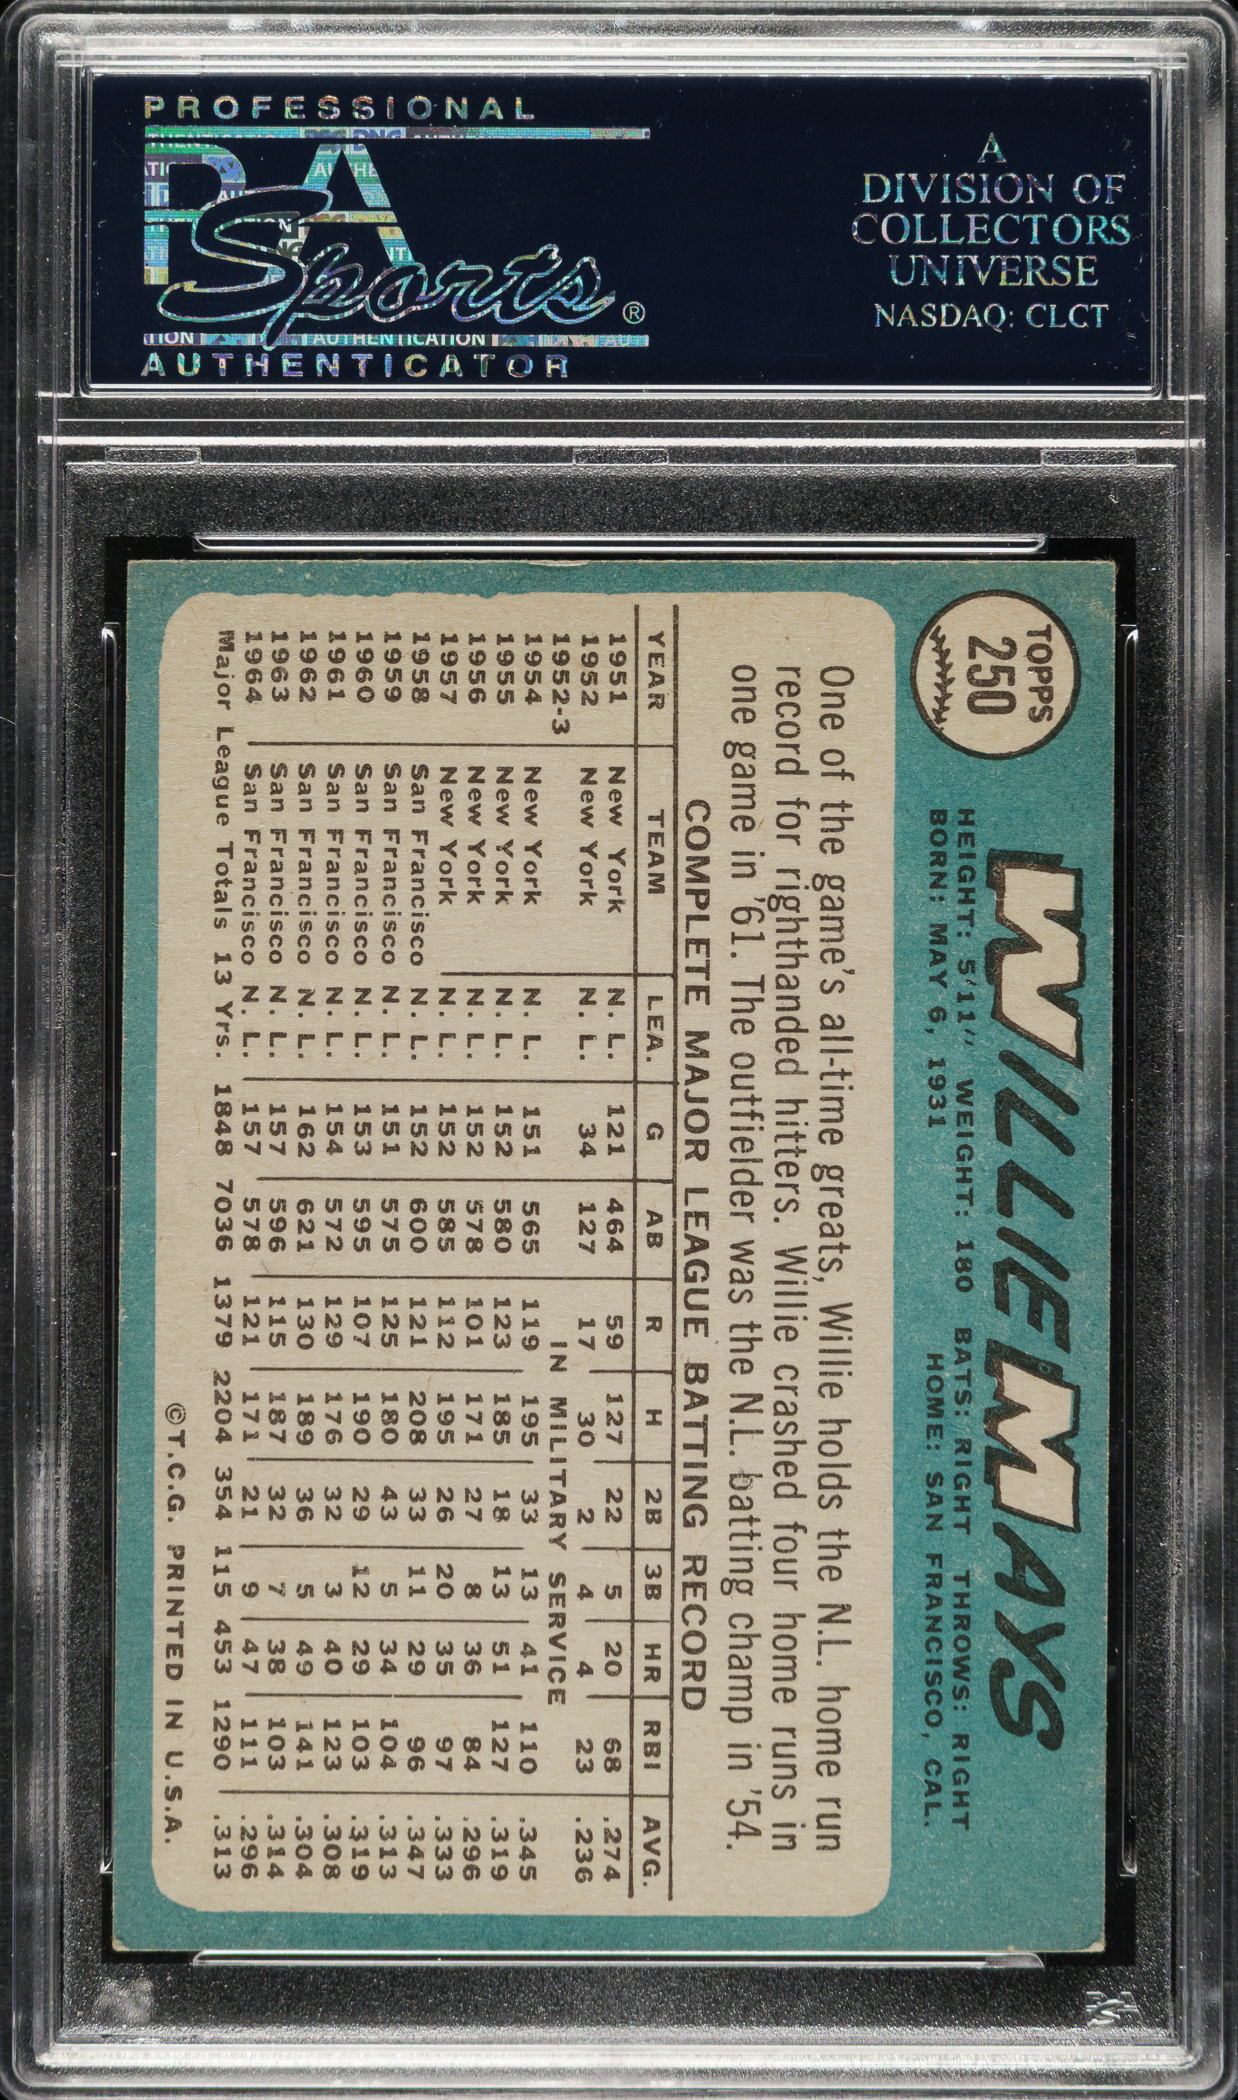 PROFESSIONAL
PSA
Sports®
AUTHENTICATION
AUTHENTICATOR
A
DIVISION OF
COLLECTORS
UNIVERSE
NASDAQ: CLCT
TOPPS
250
WILLIE MAYS
HEIGHT: 5'11" WEIGHT: 180 BATS: RIGHT THROWS: RIGHT
BORN: MAY 6, 1931 HOME: SAN FRANCISCO, CAL.
One of the game's all-time greats, Willie holds the N.L. home run
record for righthanded hitters. Willie crashed four home runs in
one game in '61. The outfielder was the N.L. batting champ in '54.
COMPLETE MAJOR LEAGUE BATTING RECORD
YEAR TEAM LEA. G AB R H 2B 3B HR RBI AVG.
1951 New York N. L. 121 464 59 127 22 5 20 68 .274
1952 New York N. L. 34 127 17 30 2 4 4 23 .236
1952-3 IN MILITARY SERVICE
1954 New York N. L. 151 565 119 195 33 13 41 110 .345
1955 New York N. L. 152 580 123 185 18 13 51 127 .319
1956 New York N. L. 152 578 101 171 27 8 36 84 .296
1957 New York N. L. 152 585 112 195 26 20 35 97 .333
1958 San Francisco N. L. 152 600 121 208 33 11 29 96 .347
1959 San Francisco N. L. 151 575 125 180 43 5 34 104 .313
1960 San Francisco N. L. 153 595 107 190 29 12 29 103 .319
1961 San Francisco N. L. 154 572 129 176 32 3 40 123 .308
1962 San Francisco N. L. 162 621 130 189 36 5 49 141 .304
1963 San Francisco N. L. 157 596 115 187 32 7 38 103 .314
1964 San Francisco N. L. 157 578 121 171 21 9 47 111 .296
Major League Totals 13 Yrs. 1848 7036 1379 2204 354 115 453 1290 .313
©T.C.G. PRINTED IN U.S.A.